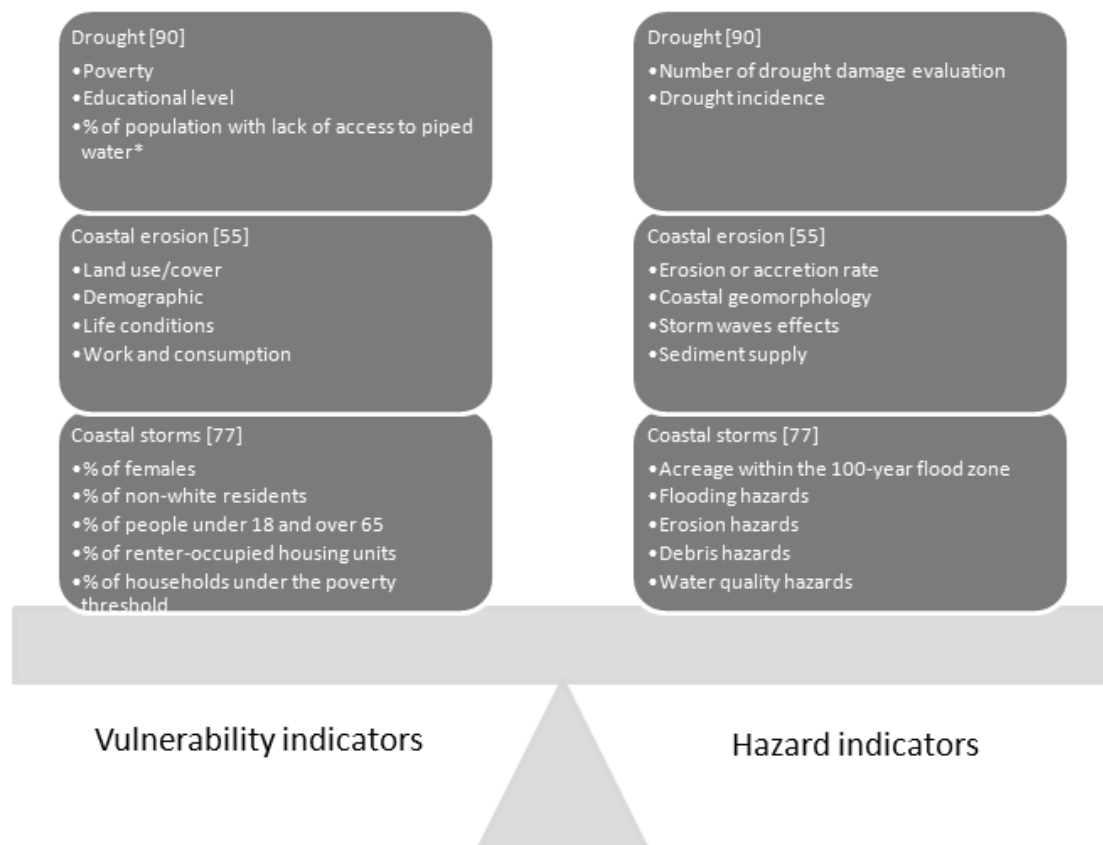 Drought [90]
•Poverty
•Educational level
•% of population with lack of access to piped
water*
Coastal erosion [55]
•Land use/cover
•Demographic
•Life conditions
•Work and consumption
Coastal storms [77]
•% of females
•% of non-white residents
•% of people under 18 and over 65
•% of renter-occupied housing units
•% of households under the poverty
threshold
Vulnerability indicators
Drought [90]
•Number of drought damage evaluation
•Drought incidence
Coastal erosion [55]
•Erosion or accretion rate
•Coastal geomorphology
•Storm waves effects
•Sediment supply
Coastal storms [77]
•Acreage within the 100-year flood zone
•Flooding hazards
•Erosion hazards
•Debris hazards
•Water quality hazards
Hazard indicators